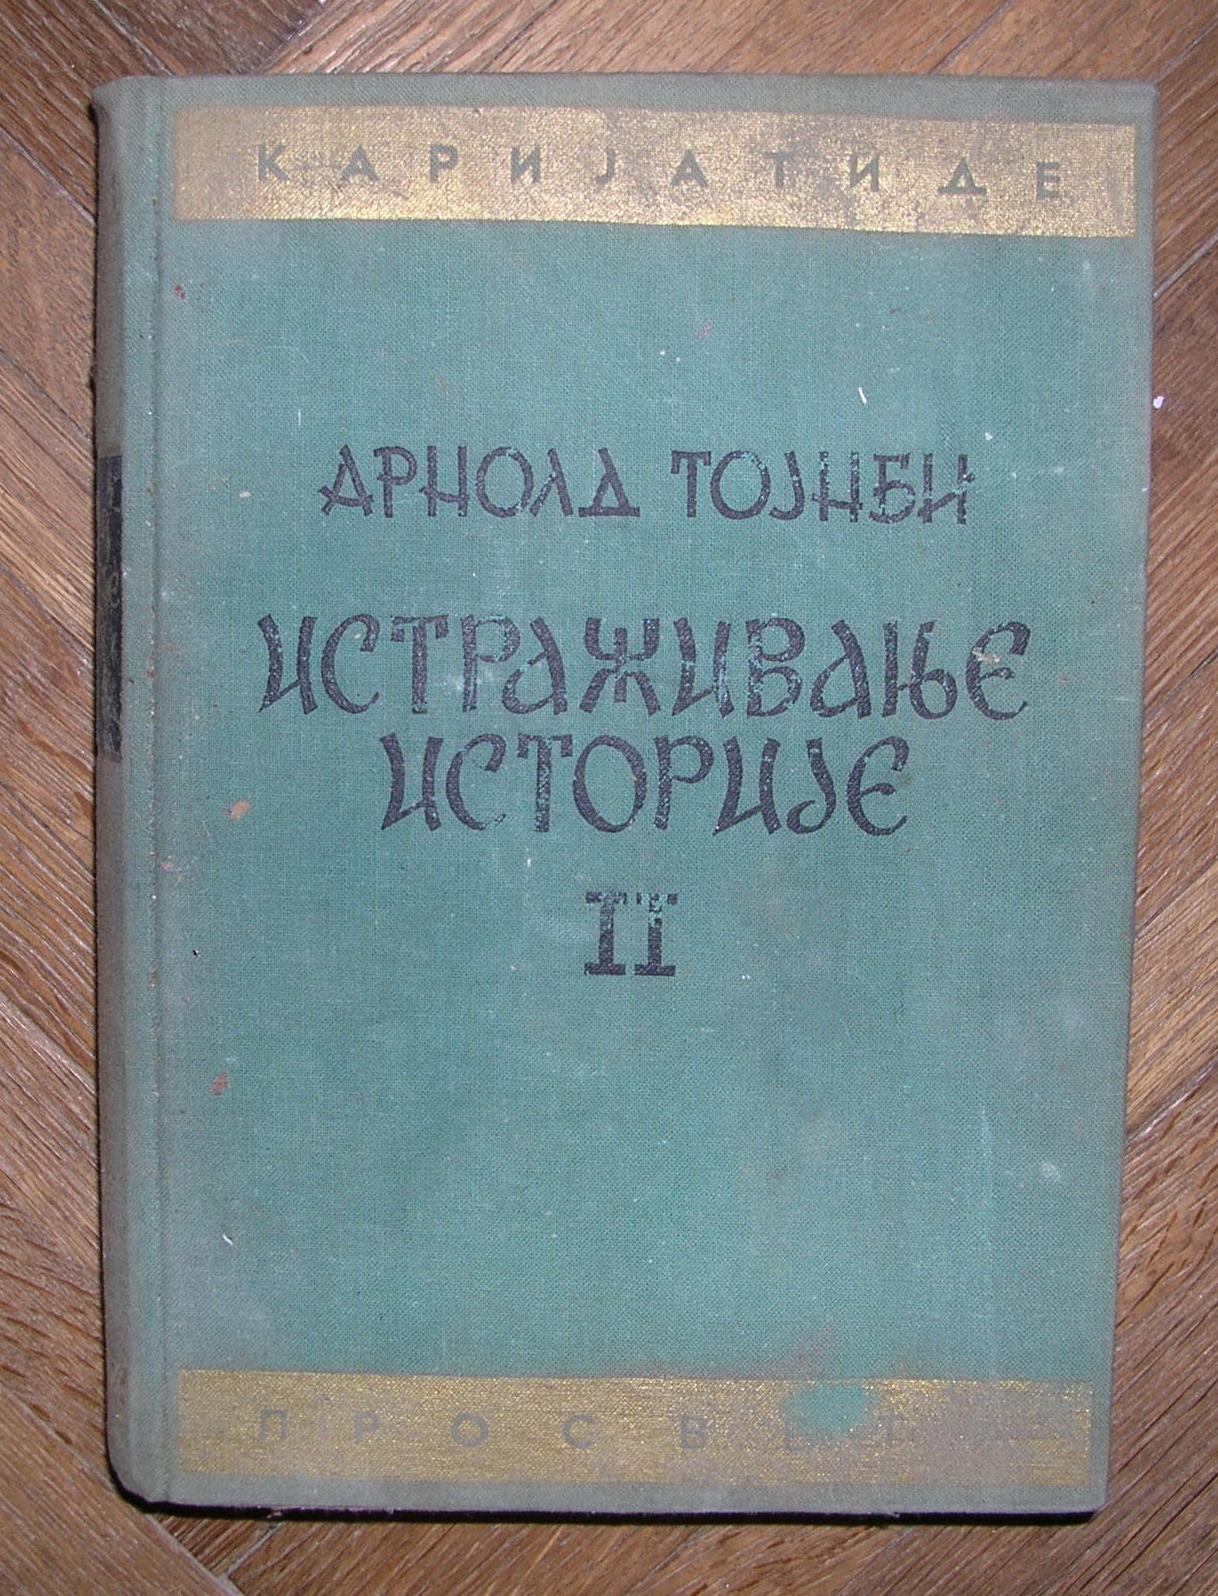 КАРИЈАТИДЕ
АРНОЛД ТОЈНБИ
ИСТРАЖИВАЊЕ
ИСТОРИЈЕ
II
ПРОСВЕТА